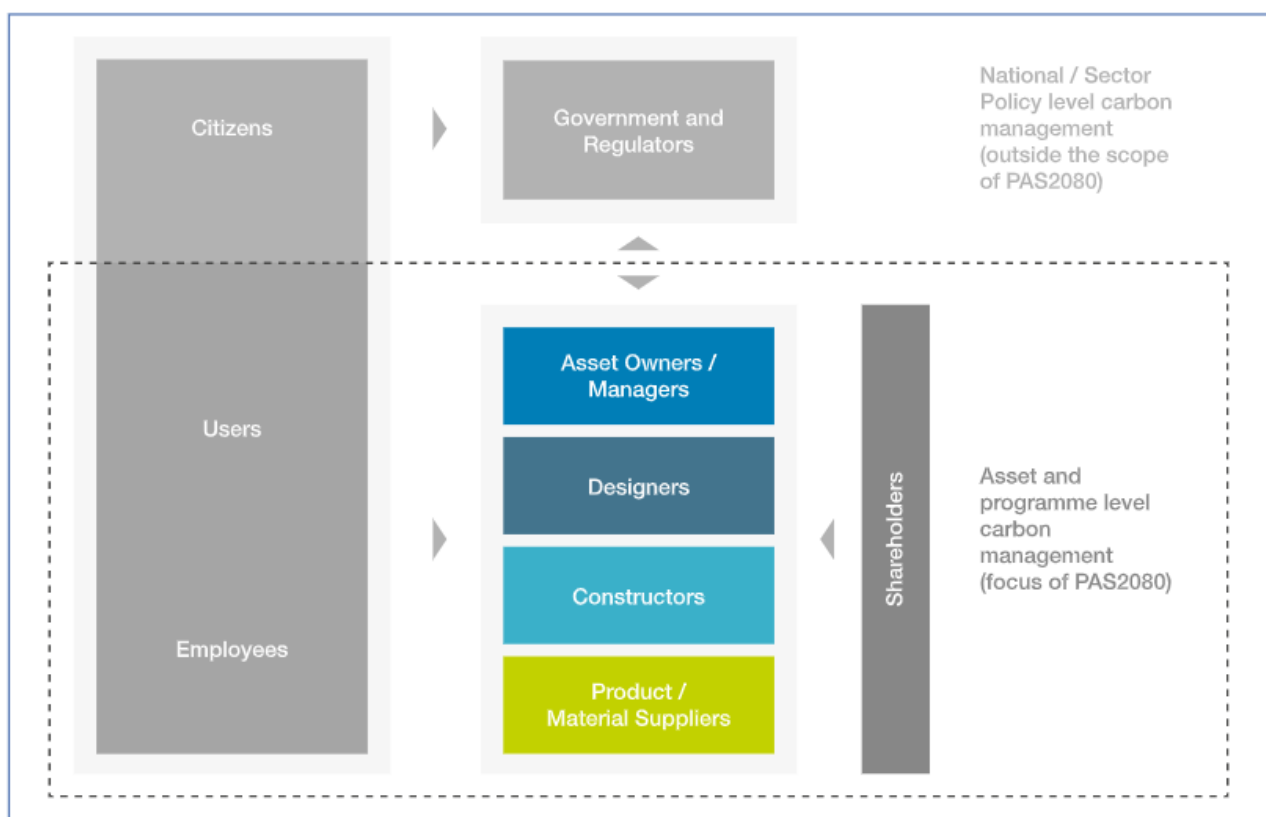 Citizens
Government and
Regulators
National / Sector
Policy level carbon
management
(outside the scope
of PAS2080)
Users
Employees
Asset Owners /
Managers
Designers
Constructors
Product /
Material Suppliers
Shareholders
Asset and
programme level
carbon
management
(focus of PAS2080)